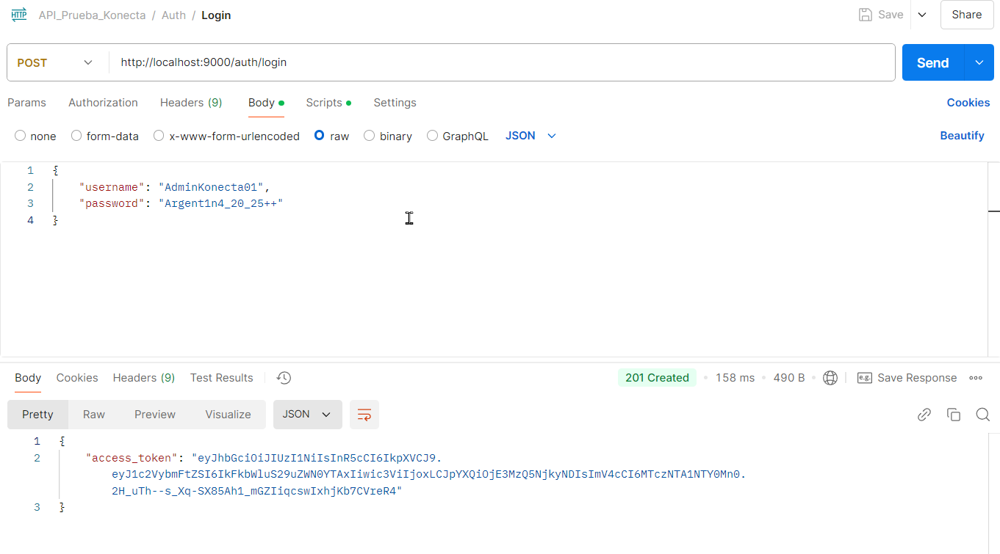 HTTP API_Prueba_Konecta / Auth / Login Save Share
POST http://localhost:9000/auth/login Send
Params Authorization Headers (9) Body Scripts Settings Cookies
none form-data x-www-form-urlencoded raw binary GraphQL JSON Beautify
1 {
2 "username": "AdminKonecta01",
3 "password": "Argent1n4_20_25++"
4 }
Body Cookies Headers (9) Test Results 201 Created 158 ms 490 B e.g. Save Response
Pretty Raw Preview Visualize JSON
1 {
2 "access_token": "eyJhbGciOiJIUzI1NiIsInR5cCI6IkpXVCJ9.
eyJ1c2VybmFtZSI6IkFkbWluS29uZWN0YTAxIiwic3ViIjoxLCJpYXQiOjE3MzQ5NjkyNDIsImV4cCI6MTczNTA1NTY0Mn0.
2H_uTh--s_Xq-SX85Ah1_mGZIiqcswIxhjKb7CVreR4"
3 }